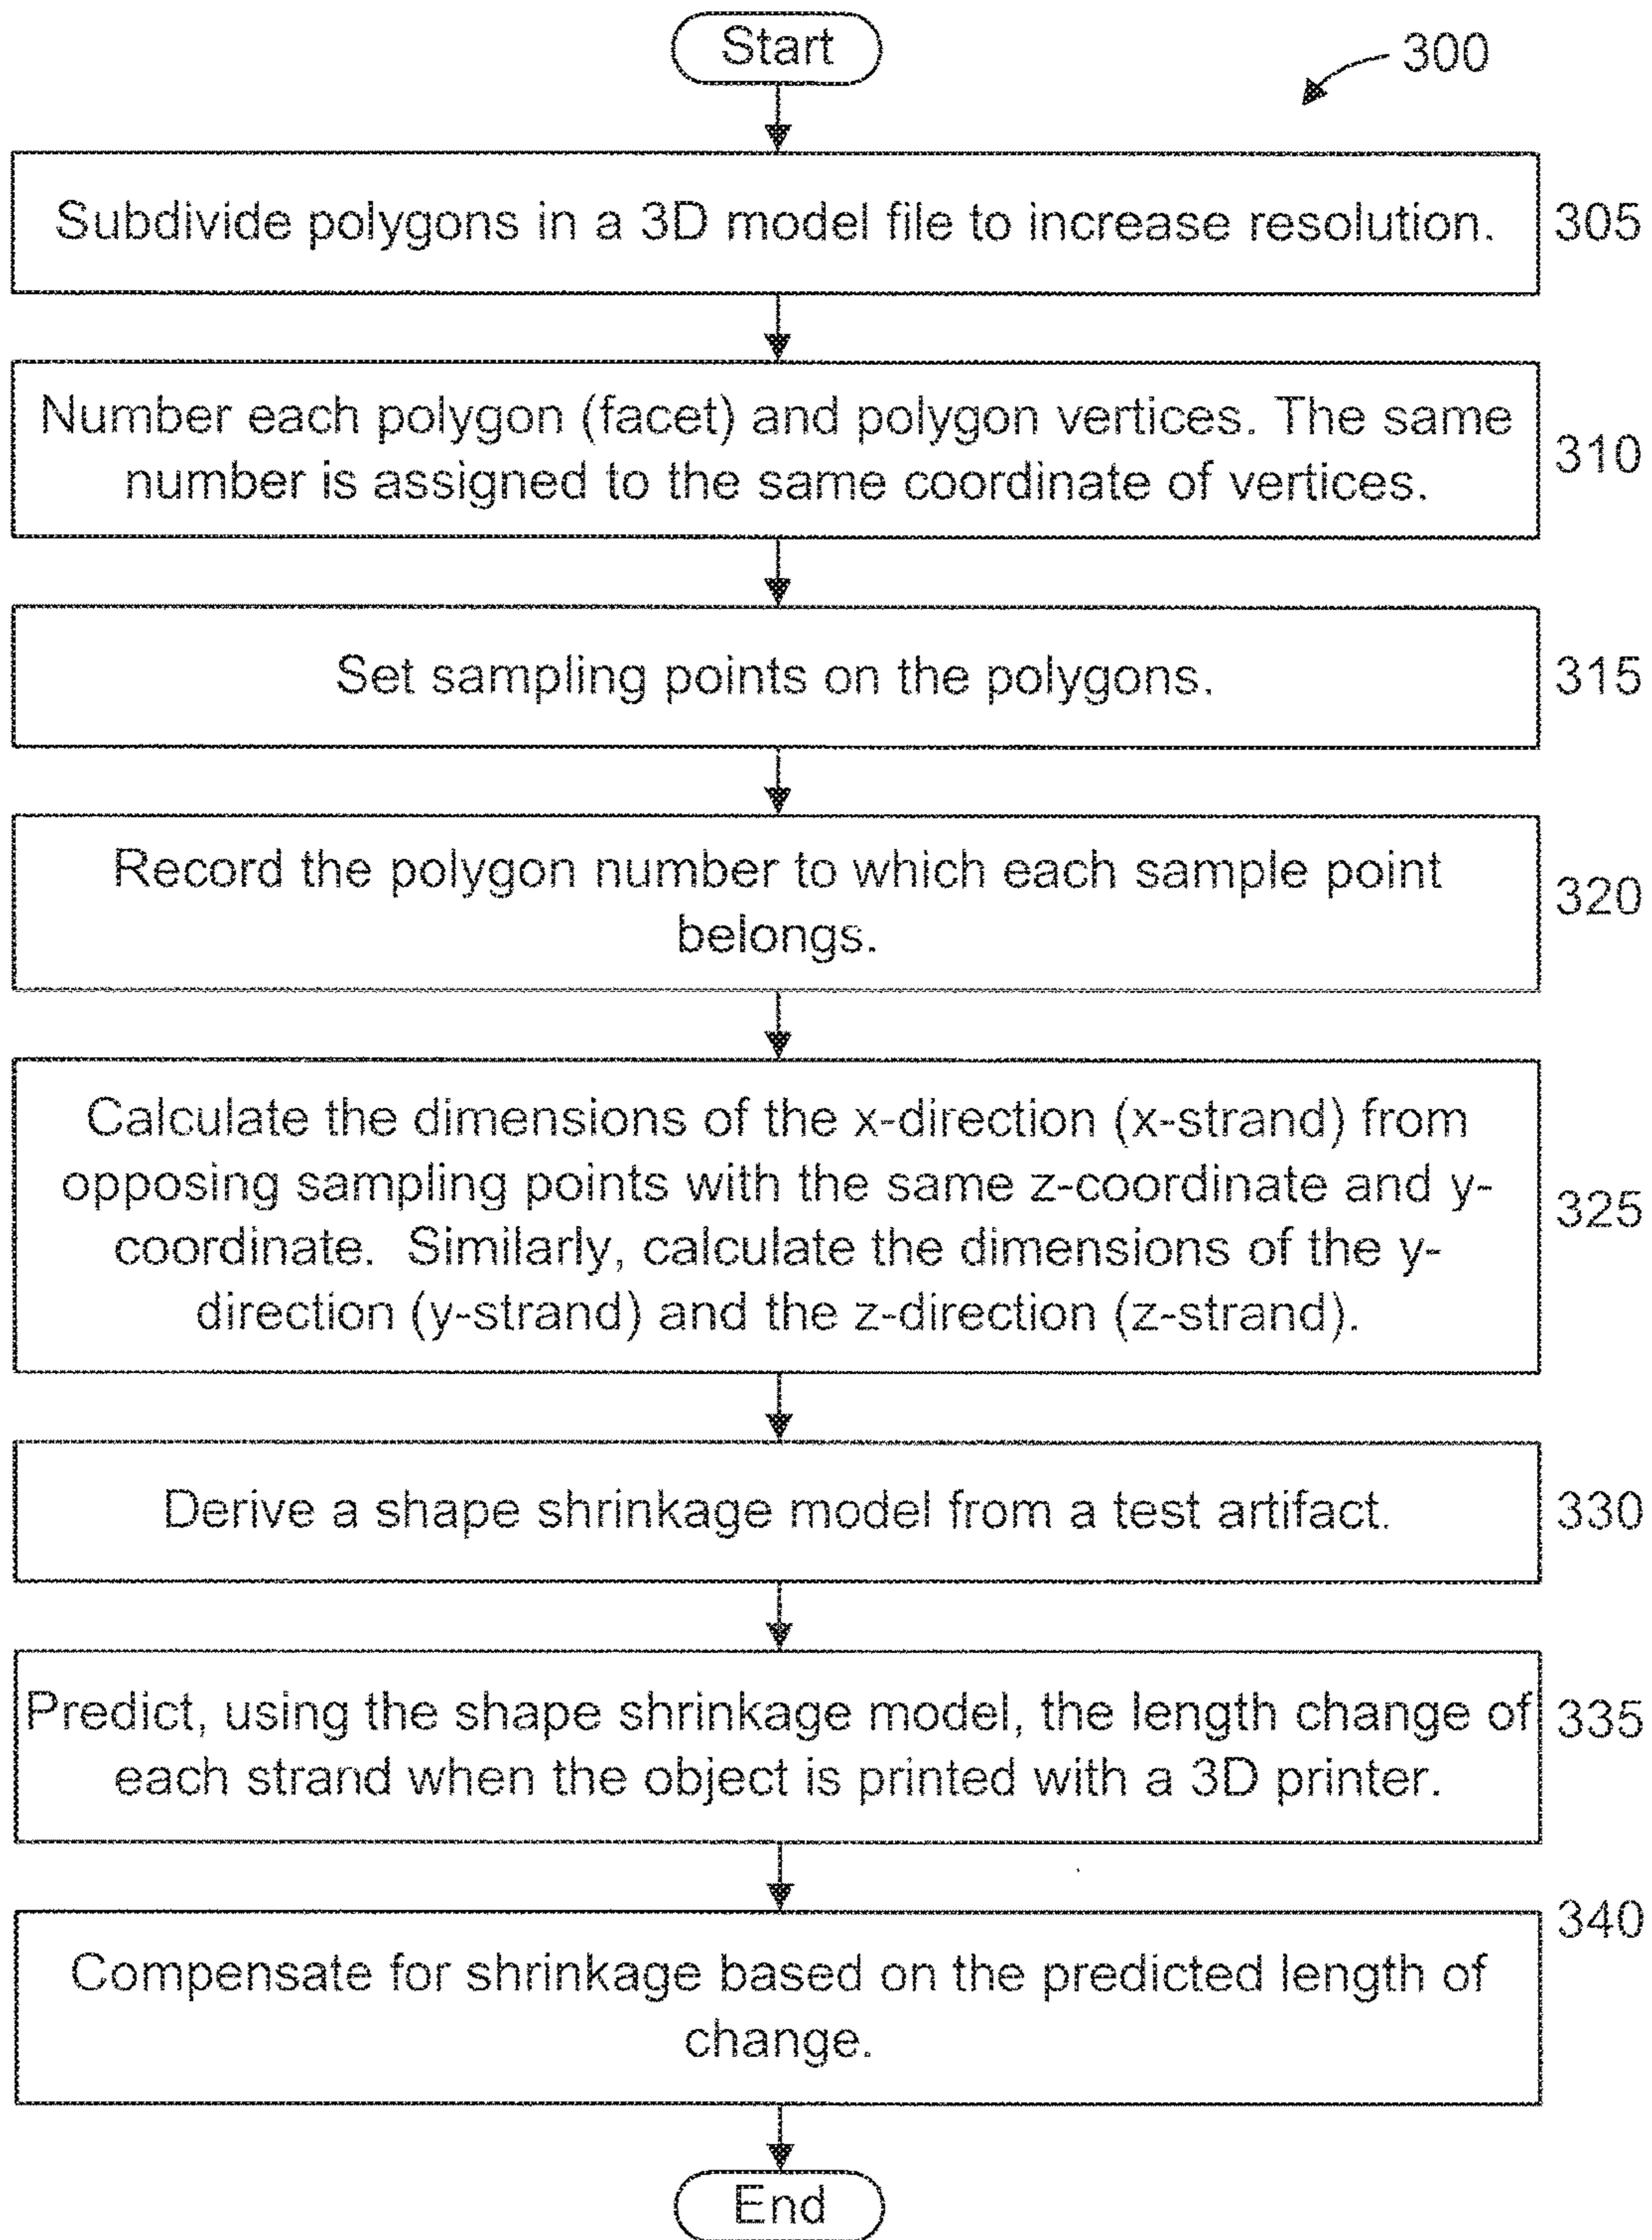 Start
300
Subdivide polygons in a 3D model file to increase resolution.
305
Number each polygon (facet) and polygon vertices. The same
number is assigned to the same coordinate of vertices.
310
Set sampling points on the polygons.
315
Record the polygon number to which each sample point
belongs.
320
Calculate the dimensions of the x-direction (x-strand) from
opposing sampling points with the same z-coordinate and y-
coordinate.  Similarly, calculate the dimensions of the y-
direction (y-strand) and the z-direction (z-strand).
325
Derive a shape shrinkage model from a test artifact.
330
Predict, using the shape shrinkage model, the length change of
each strand when the object is printed with a 3D printer.
335
Compensate for shrinkage based on the predicted length of
change.
340
End